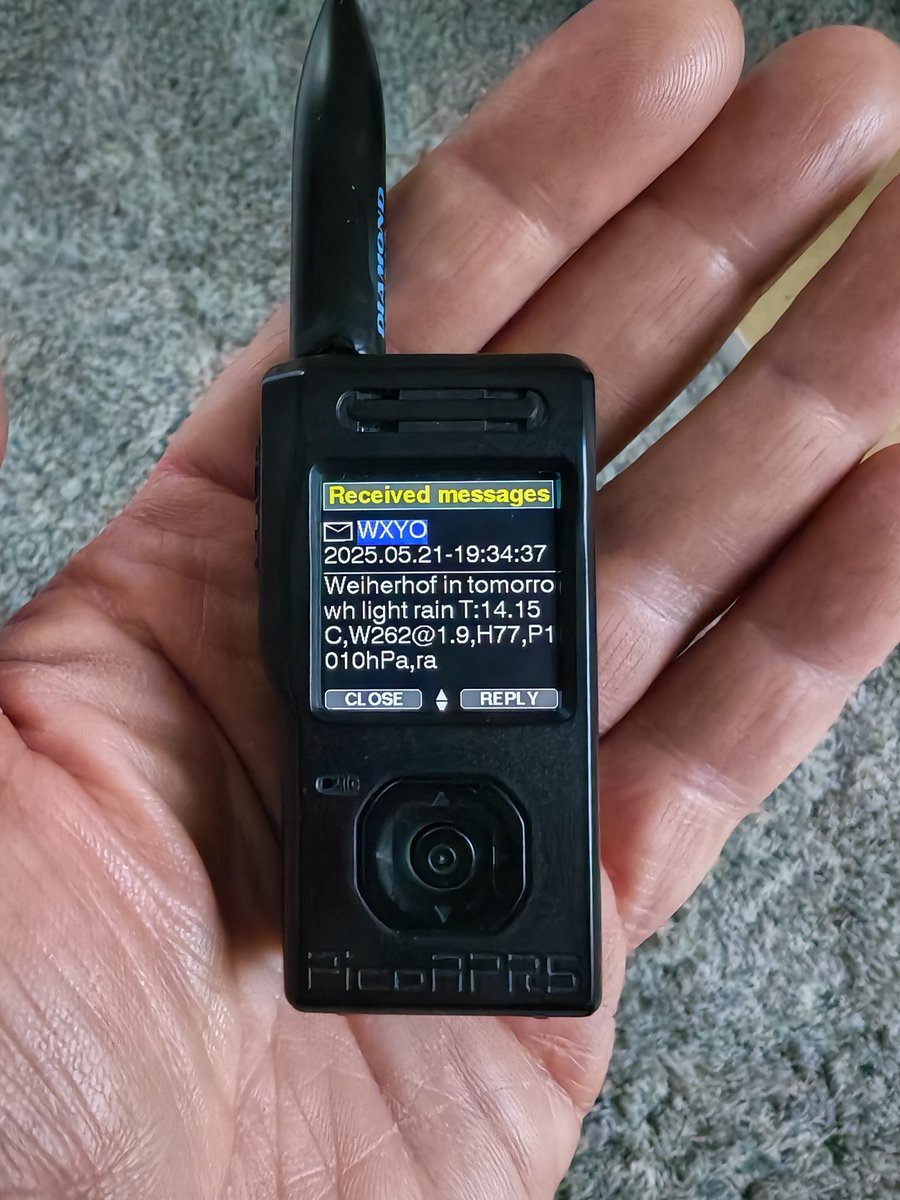 DIAMOND
Received messages
WXYO
2025.05.21-19:34:37
Weiherhof in tomorro
wh light rain T:14.15
C,W262@1.9,H77,P1
010hPa,ra
CLOSE REPLY
PicoAPRS